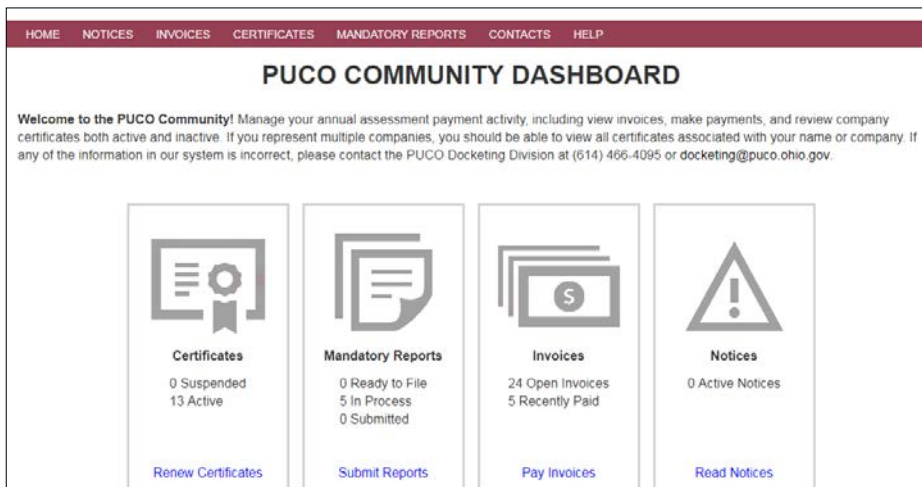 HOME NOTICES INVOICES CERTIFICATES MANDATORY REPORTS CONTACTS HELP
PUCO COMMUNITY DASHBOARD
Welcome to the PUCO Community! Manage your annual assessment payment activity, including view invoices, make payments, and review company
certificates both active and inactive. If you represent multiple companies, you should be able to view all certificates associated with your name or company. If
any of the information in our system is incorrect, please contact the PUCO Docketing Division at (614) 466-4095 or docketing@puco.ohio.gov.
S
Certificates
0 Suspended
13 Active
Renew Certificates
Mandatory Reports
0 Ready to File
5 In Process
0 Submitted
Submit Reports
Invoices
24 Open Invoices
5 Recently Paid
Pay Invoices
Notices
0 Active Notices
Read Notices